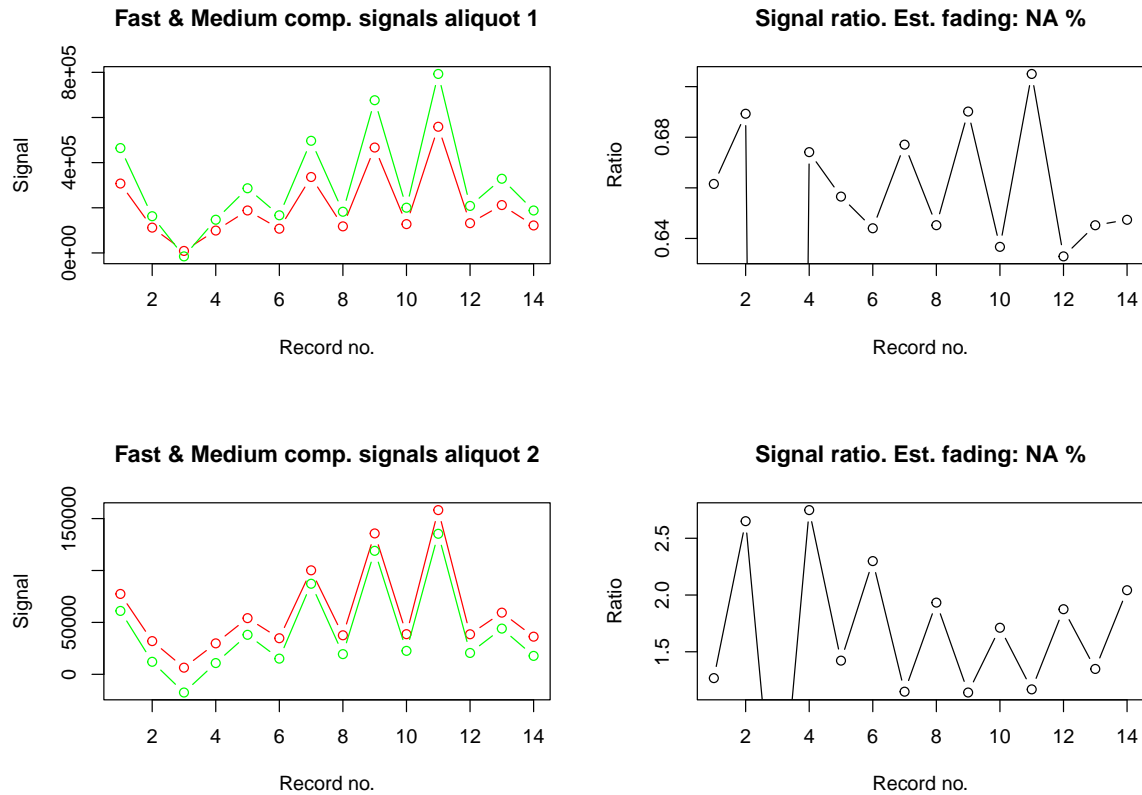 Fast & Medium comp. signals aliquot 1
Signal
0e+00
4e+05
8e+05
2 4 6 8 10 12 14
Record no.
Signal ratio. Est. fading: NA %
Ratio
0.64
0.68
2 4 6 8 10 12 14
Record no.
Fast & Medium comp. signals aliquot 2
Signal
0
50000
150000
2 4 6 8 10 12 14
Record no.
Signal ratio. Est. fading: NA %
Ratio
1.5
2.0
2.5
2 4 6 8 10 12 14
Record no.